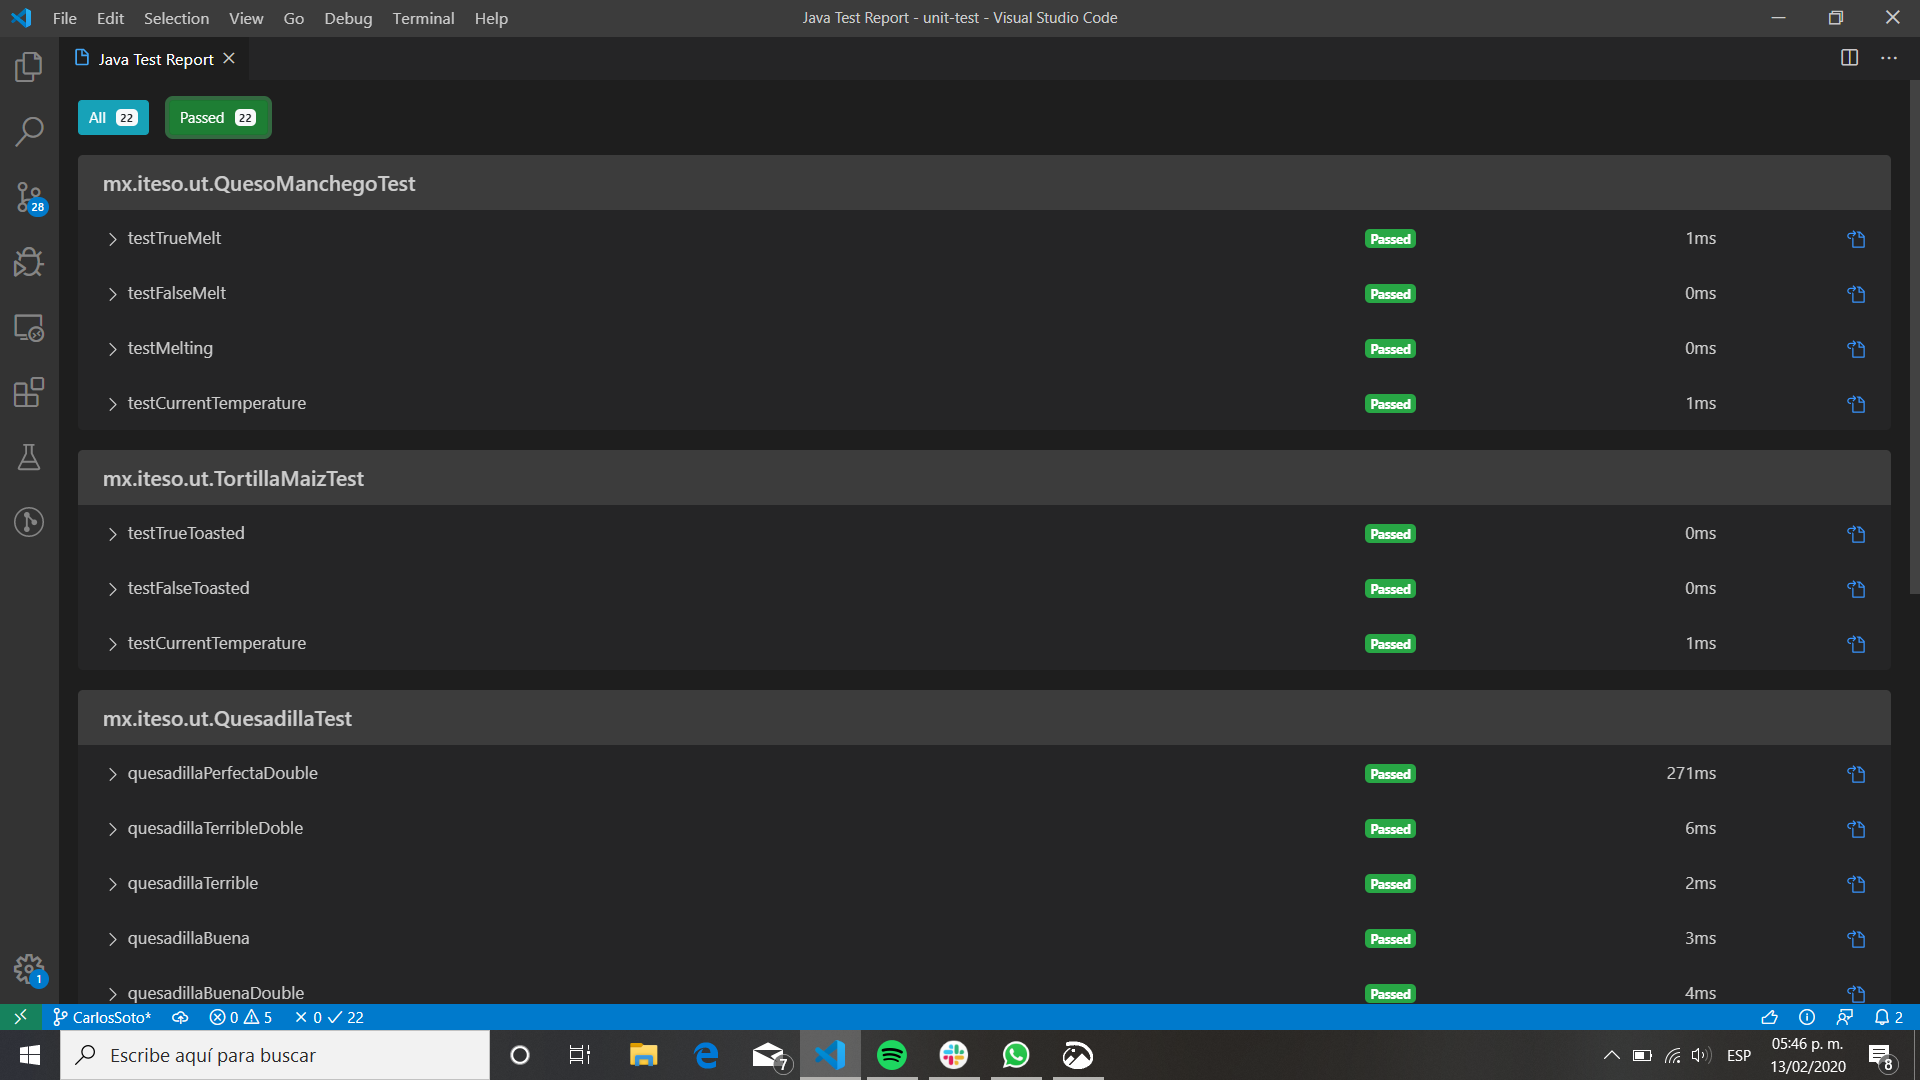 File Edit Selection View Go Debug Terminal Help
Java Test Report - unit-test - Visual Studio Code
Java Test Report
All 22 Passed 22
mx.iteso.ut.QuesoManchegoTest
testTrueMelt Passed 1ms
testFalseMelt Passed 0ms
testMelting Passed 0ms
testCurrentTemperature Passed 1ms
mx.iteso.ut.TortillaMaizTest
testTrueToasted Passed 0ms
testFalseToasted Passed 0ms
testCurrentTemperature Passed 1ms
mx.iteso.ut.QuesadillaTest
quesadillaPerfectaDouble Passed 271ms
quesadillaTerribleDoble Passed 6ms
quesadillaTerrible Passed 2ms
quesadillaBuena Passed 3ms
quesadillaBuenaDouble Passed 4ms
28
1
CarlosSoto* 0 5 0 22 2
Escribe aquí para buscar
7
ESP
05:46 p. m.
13/02/2020
8